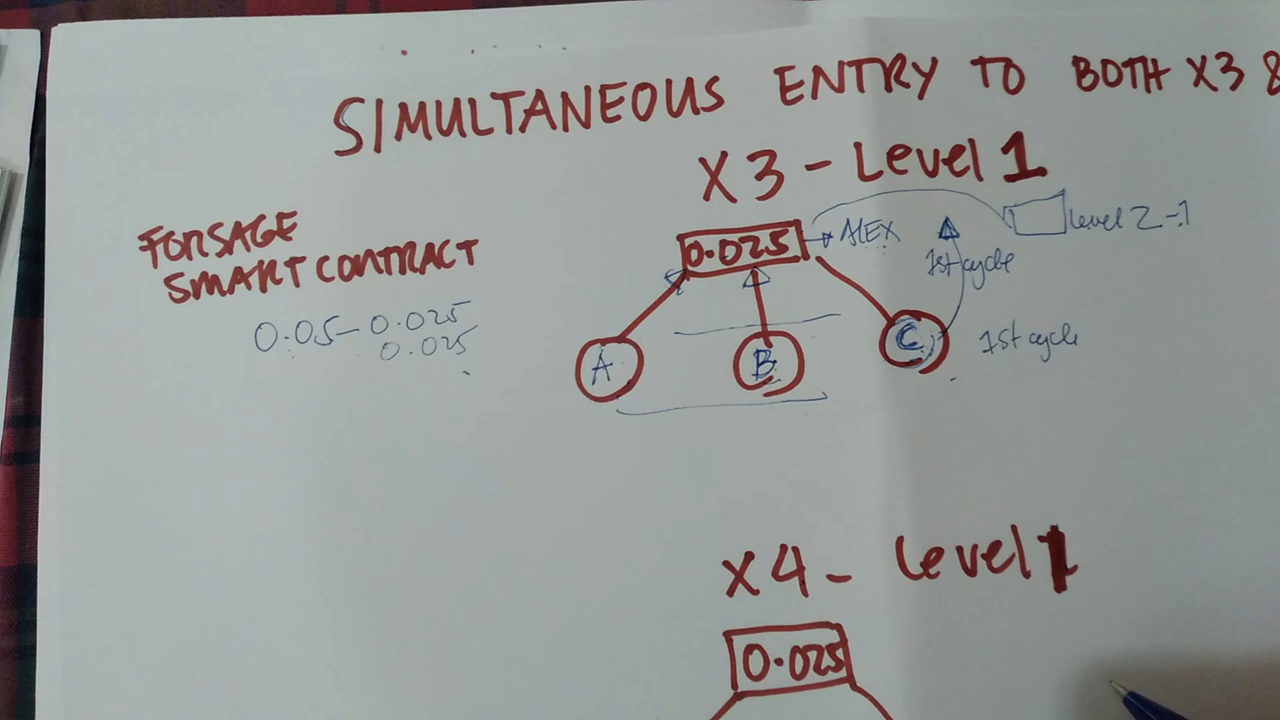 SIMULTANEOUS ENTRY TO BOTH X3 &
X3 - Level 1
FORSAGE
SMART CONTRACT
0.05 - 0.025
0.025
0.025
ALEX
Level 2 -1
1st cycle
A
B
C
1st cycle
X4 - Level 1
0.025